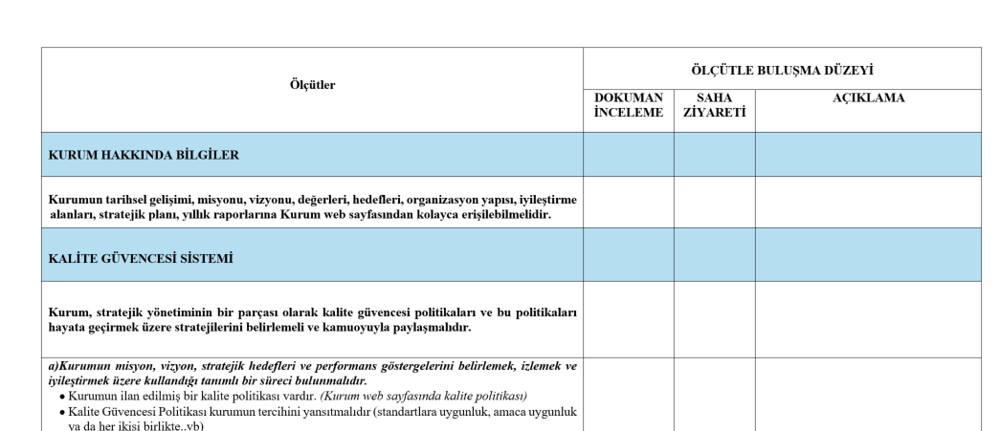 Ölçütler
ÖLÇÜTLE BULUŞMA DÜZEYİ
DOKUMAN
İNCELEME
SAHA
ZİYARETİ
AÇIKLAMA
KURUM HAKKINDA BİLGİLER
Kurumun tarihsel gelişimi, misyonu, vizyonu, değerleri, hedefleri, organizasyon yapısı, iyileştirme
alanları, stratejik planı, yıllık raporlarına Kurum web sayfasından kolayca erişilebilmelidir.
KALİTE GÜVENCESİ SİSTEMİ
Kurum, stratejik yönetiminin bir parçası olarak kalite güvencesi politikaları ve bu politikaları
hayata geçirmek üzere stratejilerini belirlemeli ve kamuoyuyla paylaşmalıdır.
a)Kurumun misyon, vizyon, stratejik hedefleri ve performans göstergelerini belirlemek, izlemek ve
iyileştirmek üzere kullandığı tanımlı bir süreci bulunmalıdır.
• Kurumun ilan edilmiş bir kalite politikası vardır. (Kurum web sayfasında kalite politikası)
• Kalite Güvencesi Politikası kurumun tercihini yansıtmalıdır (standartlara uygunluk, amaca uygunluk
ya da her ikisi birlikte..vb)